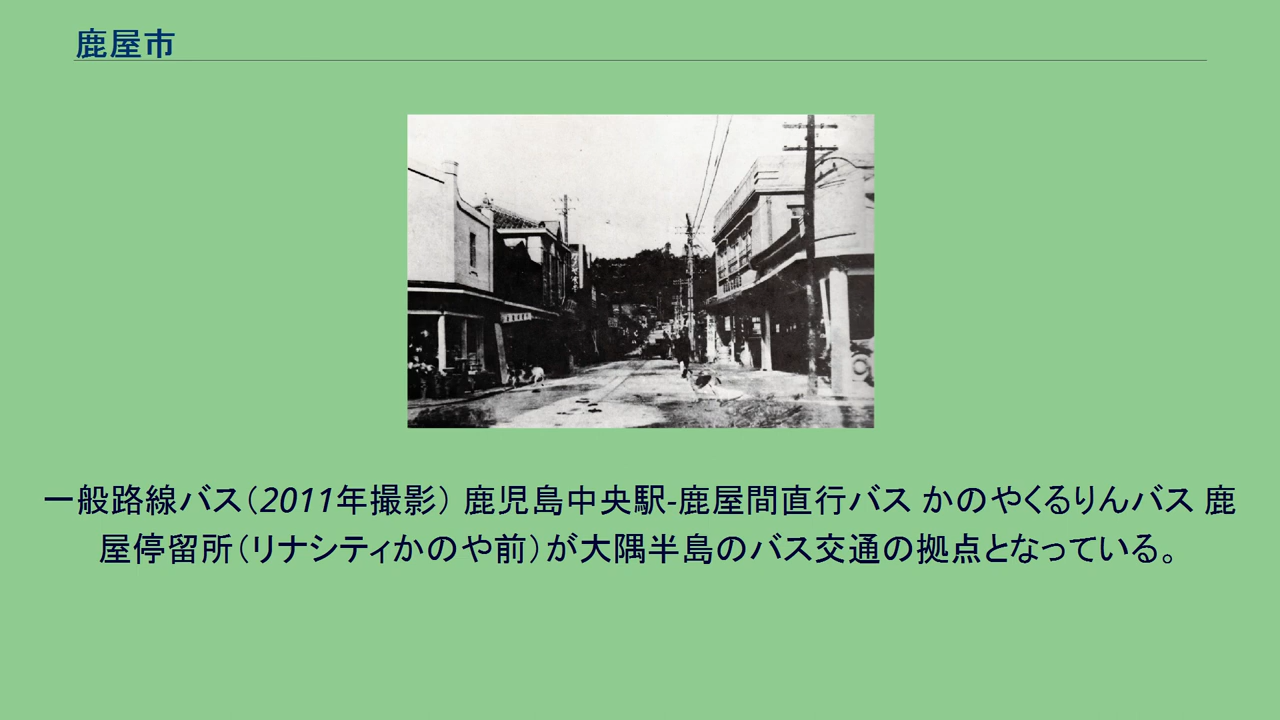 鹿屋市
一般路線バス（2011年撮影） 鹿児島中央駅-鹿屋間直行バス かのやくるりんバス 鹿
屋停留所（リナシティかのや前）が大隅半島のバス交通の拠点となっている。